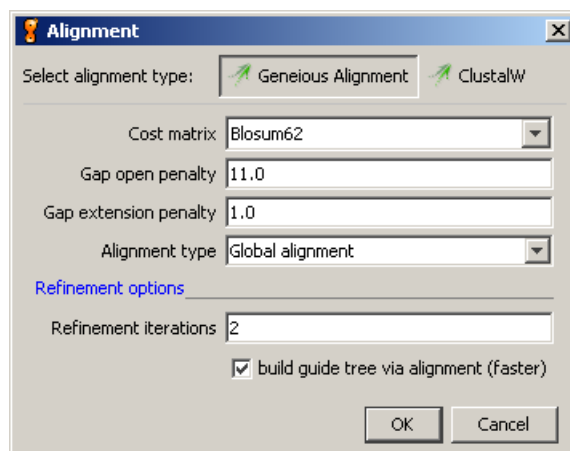 Alignment
Select alignment type: Geneious Alignment ClustalW
Cost matrix Blosum62
Gap open penalty 11.0
Gap extension penalty 1.0
Alignment type Global alignment
Refinement options
Refinement iterations 2
build guide tree via alignment (faster)
OK Cancel